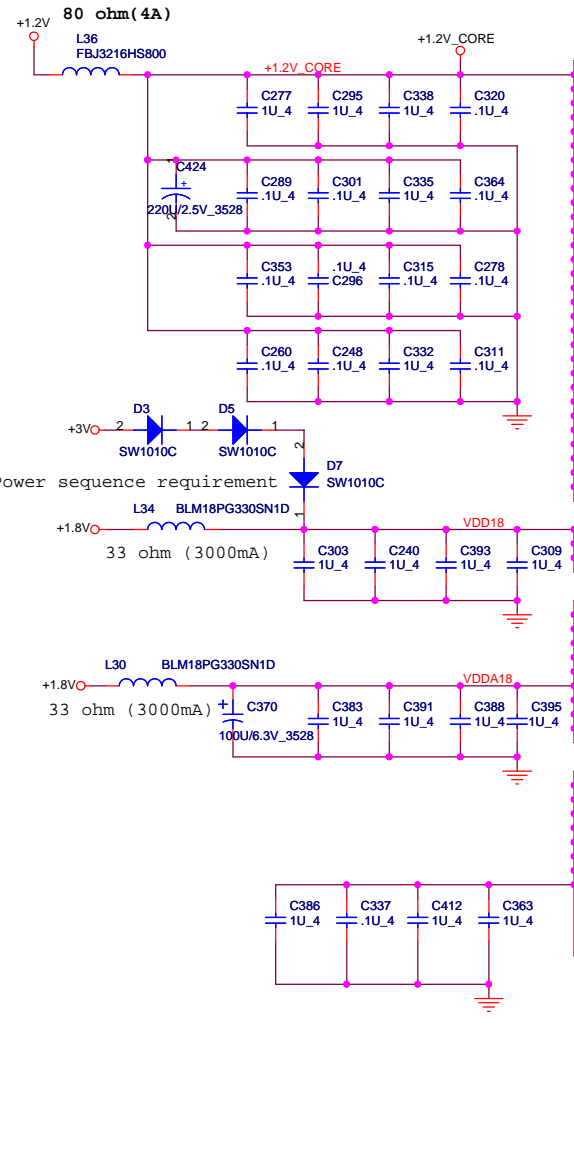 80 ohm(4A)
+1.2V
L36
FBJ3216HS800
+1.2V_CORE
+1.2V_CORE
C277
1U_4
C295
1U_4
C338
1U_4
C320
.1U_4
1
C424
+
220U/2.5V_3528
2
C289
.1U_4
C301
.1U_4
C335
.1U_4
C364
.1U_4
C353
.1U_4
.1U_4
C296
C315
.1U_4
C278
.1U_4
C260
.1U_4
C248
.1U_4
C332
1U_4
C311
.1U_4
D3
D5
+3V
2
1
2
1
SW1010C
SW1010C
2
D7
SW1010C
1
Power sequence requirement
L34
BLM18PG330SN1D
+1.8V
VDD18
33 ohm (3000mA)
C303
1U_4
C240
1U_4
C393
1U_4
C309
1U_4
L30
BLM18PG330SN1D
+1.8V
VDDA18
33 ohm (3000mA)
+
C370
100U/6.3V_3528
C383
1U_4
C391
1U_4
C388
1U_4
C395
1U_4
C386
1U_4
C337
.1U_4
C412
1U_4
C363
1U_4